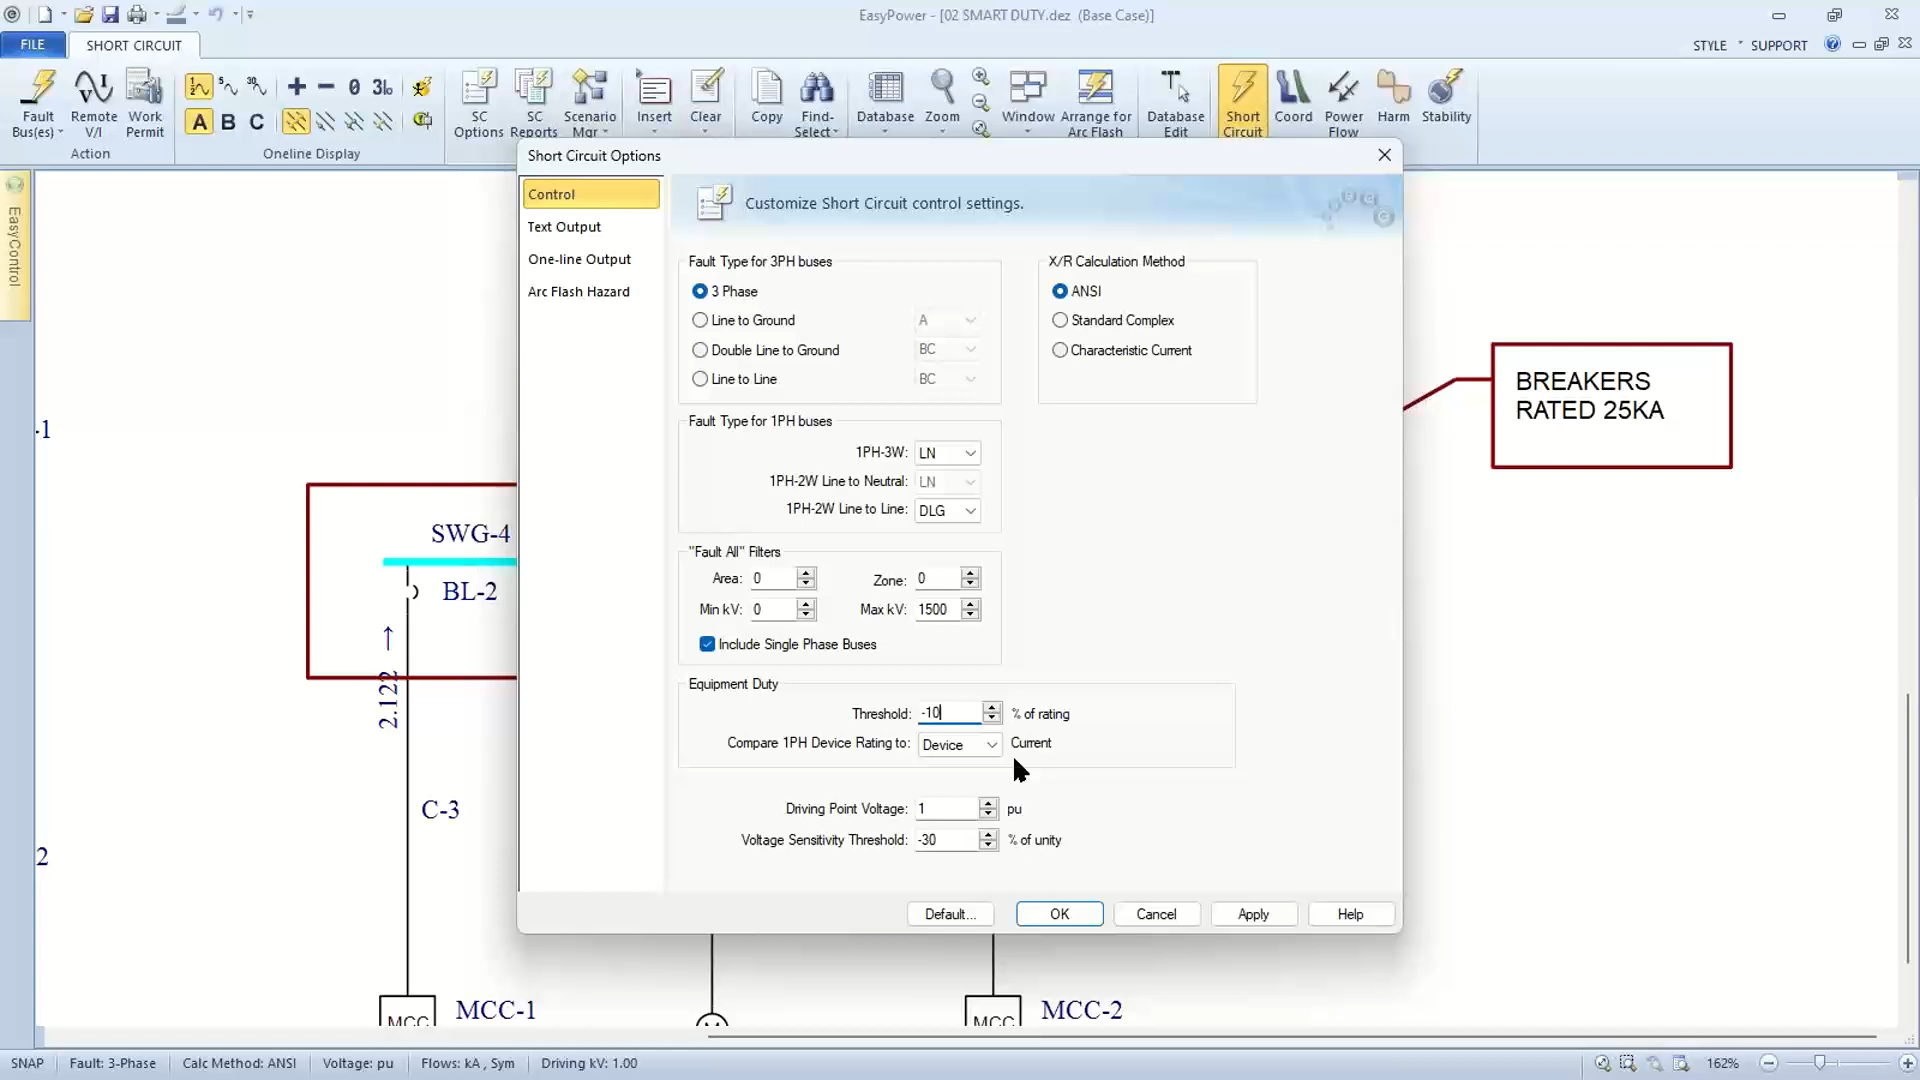 EasyPower - [02 SMART DUTY.dez (Base Case)]
FILE
SHORT CIRCUIT
STYLE
SUPPORT
Fault
Bus(es)
Remote
V/I
Work
Permit
Action
A B C
Oneline Display
SC
Options
SC
Reports
Scenario
Mgr
Insert
Clear
Copy
Find-
Select
Database
Zoom
Window
Arrange for
Arc Flash
Database
Edit
Short
Circuit
Coord
Power
Flow
Harm
Stability
EasyControl
Short Circuit Options
Control
Text Output
One-line Output
Arc Flash Hazard
Customize Short Circuit control settings.
Fault Type for 3PH buses
3 Phase
Line to Ground A
Double Line to Ground BC
Line to Line BC
X/R Calculation Method
ANSI
Standard Complex
Characteristic Current
Fault Type for 1PH buses
1PH-3W: LN
1PH-2W Line to Neutral: LN
1PH-2W Line to Line: DLG
"Fault All" Filters
Area: 0 Zone: 0
Min kV: 0 Max kV: 1500
Include Single Phase Buses
Equipment Duty
Threshold: -10 % of rating
Compare 1PH Device Rating to: Device Current
Driving Point Voltage: 1 pu
Voltage Sensitivity Threshold: -30 % of unity
Default... OK Cancel Apply Help
BREAKERS
RATED 25KA
-1
SWG-4
BL-2
2.122
C-3
2
MCC MCC-1
M
MCC MCC-2
SNAP Fault: 3-Phase Calc Method: ANSI Voltage: pu Flows: kA , Sym Driving kV: 1.00 162%